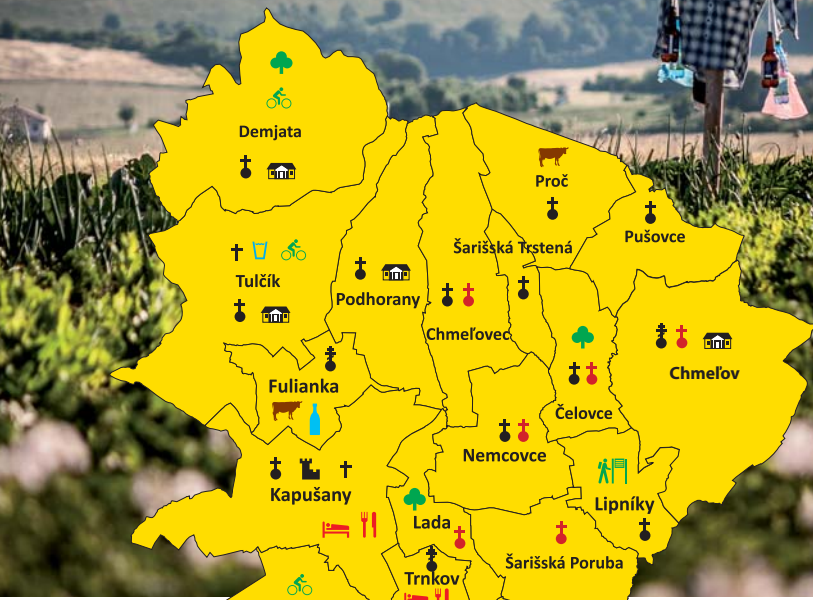 Demjata
Proč
Pušovce
Šarišská Trstená
Tulčík
Podhorany
Chmeľovec
Chmeľov
Fulianka
Čelovce
Nemcovce
Kapušany
Lipníky
Lada
Šarišská Poruba
Trnkov